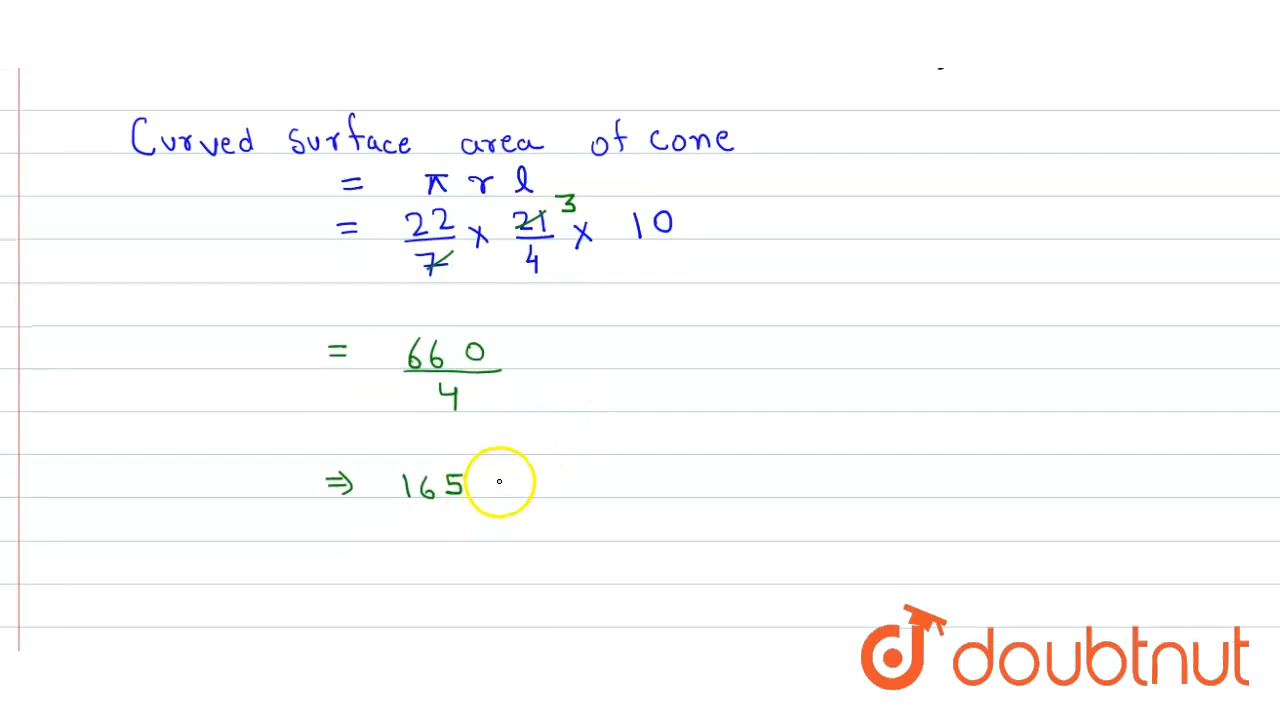 Curved surface area of cone
= π r l
= 22/7 × 21/4 3 × 10
= 660/4
⇒ 165
doubtnut